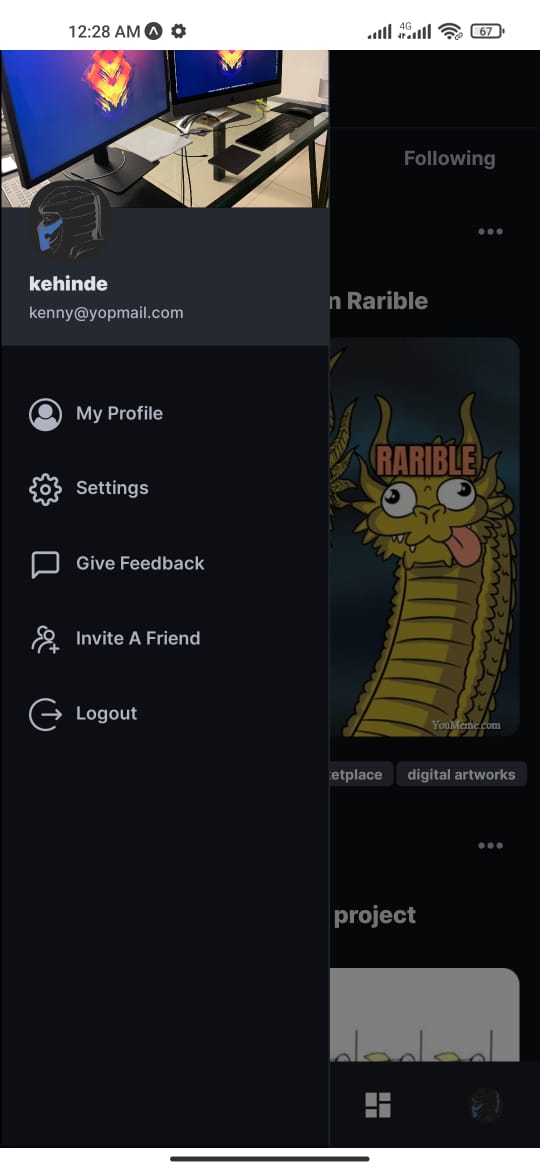 12:28 AM
4G
67
Following
kehinde
kenny@yopmail.com
n Rarible
My Profile
RARIBLE
Settings
Give Feedback
Invite A Friend
Logout
YouMeme.com
etplace
digital artworks
project